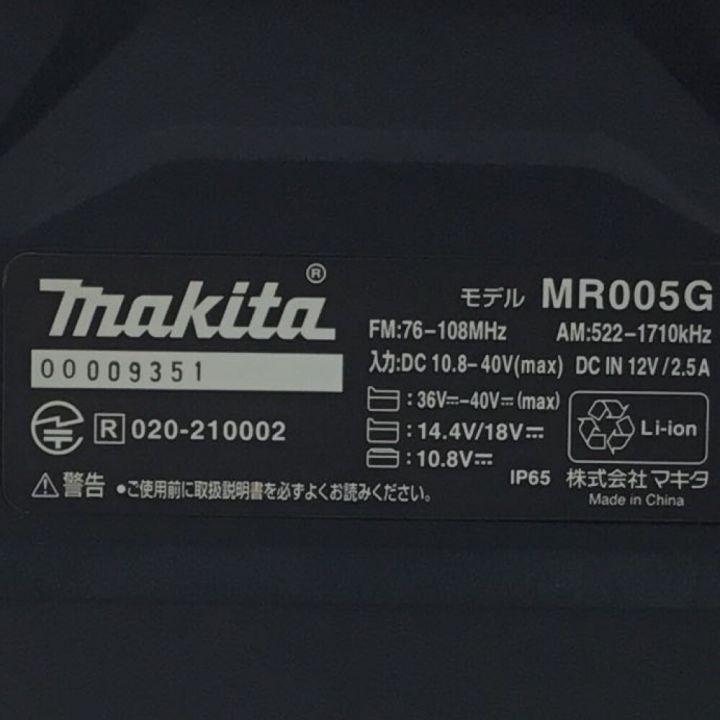 makita®
モデル MR005G
00009351
FM:76-108MHz AM:522-1710kHz
入力:DC 10.8-40V(max) DC IN 12V/2.5A
:36V⎓-40V⎓(max)
R 020-210002
:14.4V/18V⎓
Li-ion
:10.8V⎓
IP65 株式会社マキタ
Made in China
⚠警告 •ご使用前に取扱説明書を必ずよくお読みください。